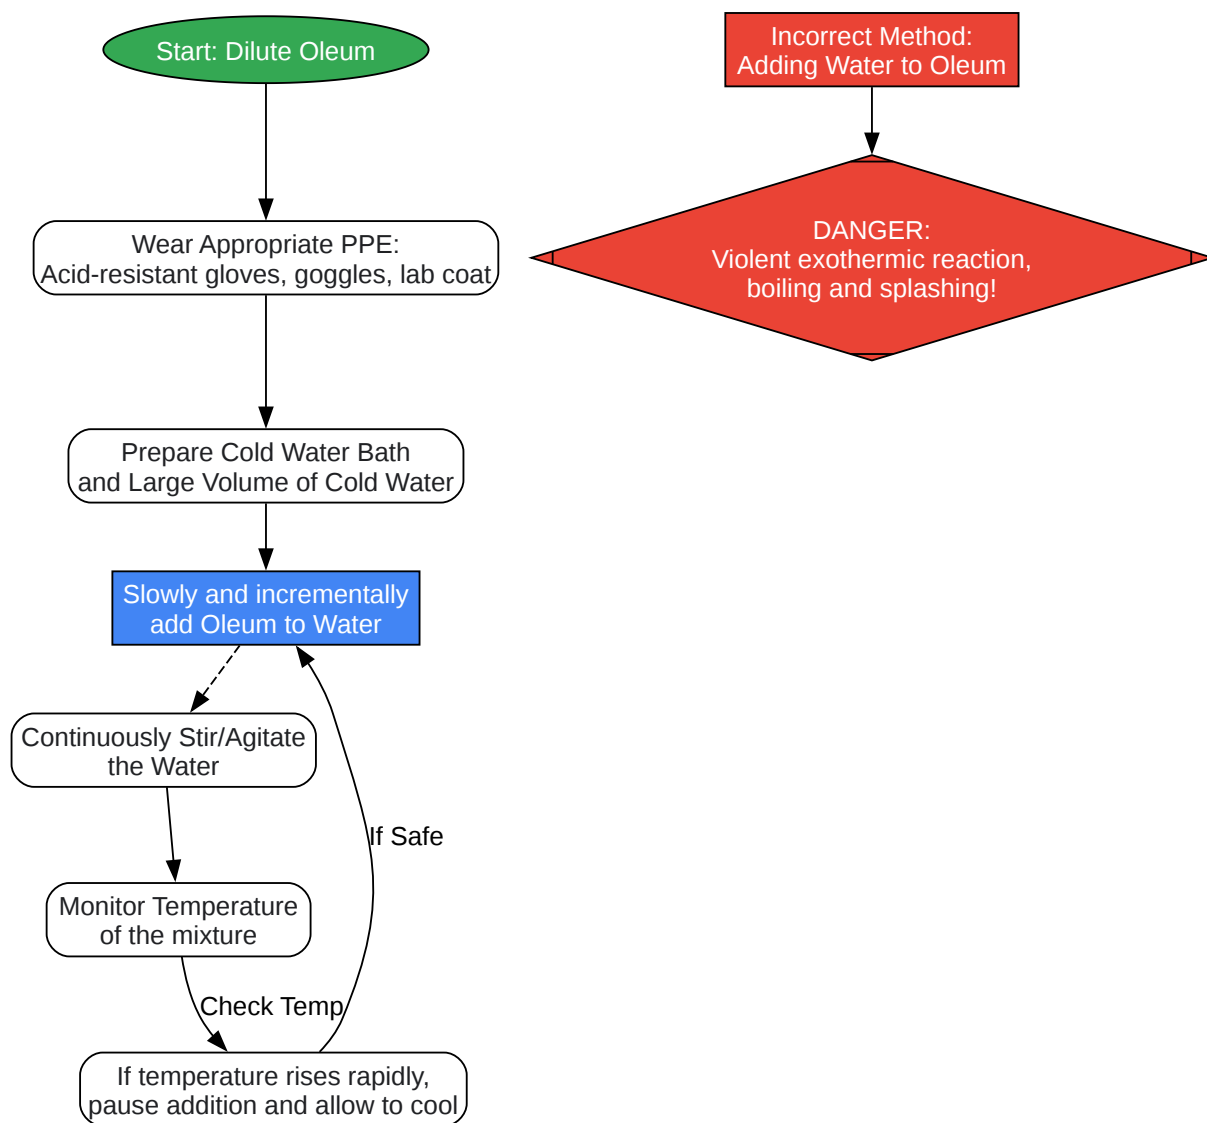 Start: Dilute Oleum
Wear Appropriate PPE:
Acid-resistant gloves, goggles, lab coat
Prepare Cold Water Bath
and Large Volume of Cold Water
Slowly and incrementally
add Oleum to Water
Continuously Stir/Agitate
the Water
If Safe
Monitor Temperature
of the mixture
Check Temp
If temperature rises rapidly,
pause addition and allow to cool
Incorrect Method:
Adding Water to Oleum
DANGER:
Violent exothermic reaction,
boiling and splashing!